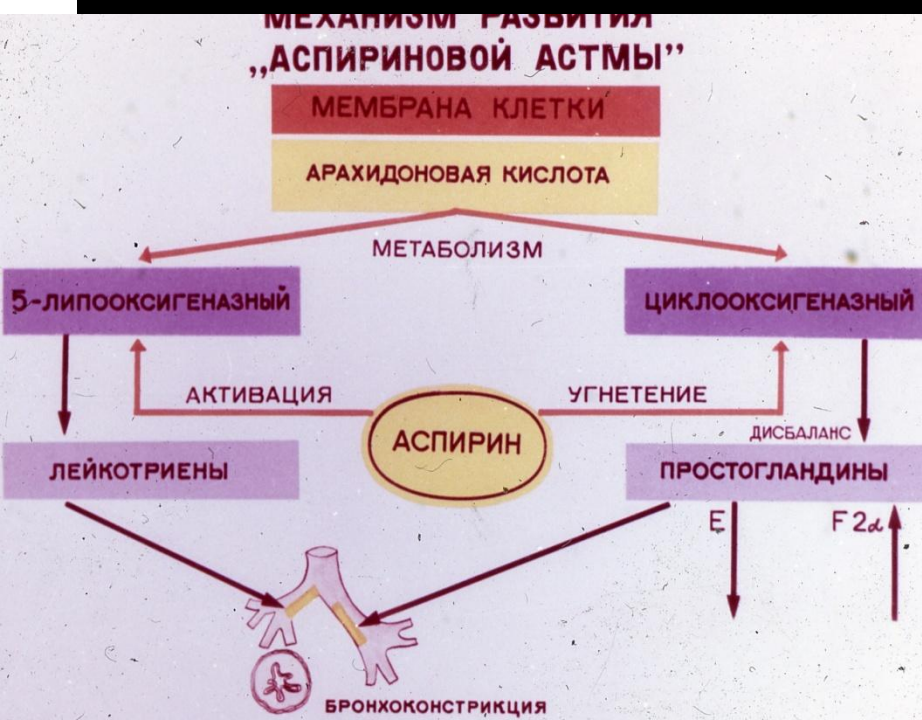 МЕХАНИЗМ РАЗВИТИЯ
„АСПИРИНОВОЙ АСТМЫ”
МЕМБРАНА КЛЕТКИ
АРАХИДОНОВАЯ КИСЛОТА
МЕТАБОЛИЗМ
5-ЛИПООКСИГЕНАЗНЫЙ
ЦИКЛООКСИГЕНАЗНЫЙ
АКТИВАЦИЯ
УГНЕТЕНИЕ
АСПИРИН
ДИСБАЛАНС
ЛЕЙКОТРИЕНЫ
ПРОСТОГЛАНДИНЫ
E
F2α
БРОНХОКОНСТРИКЦИЯ